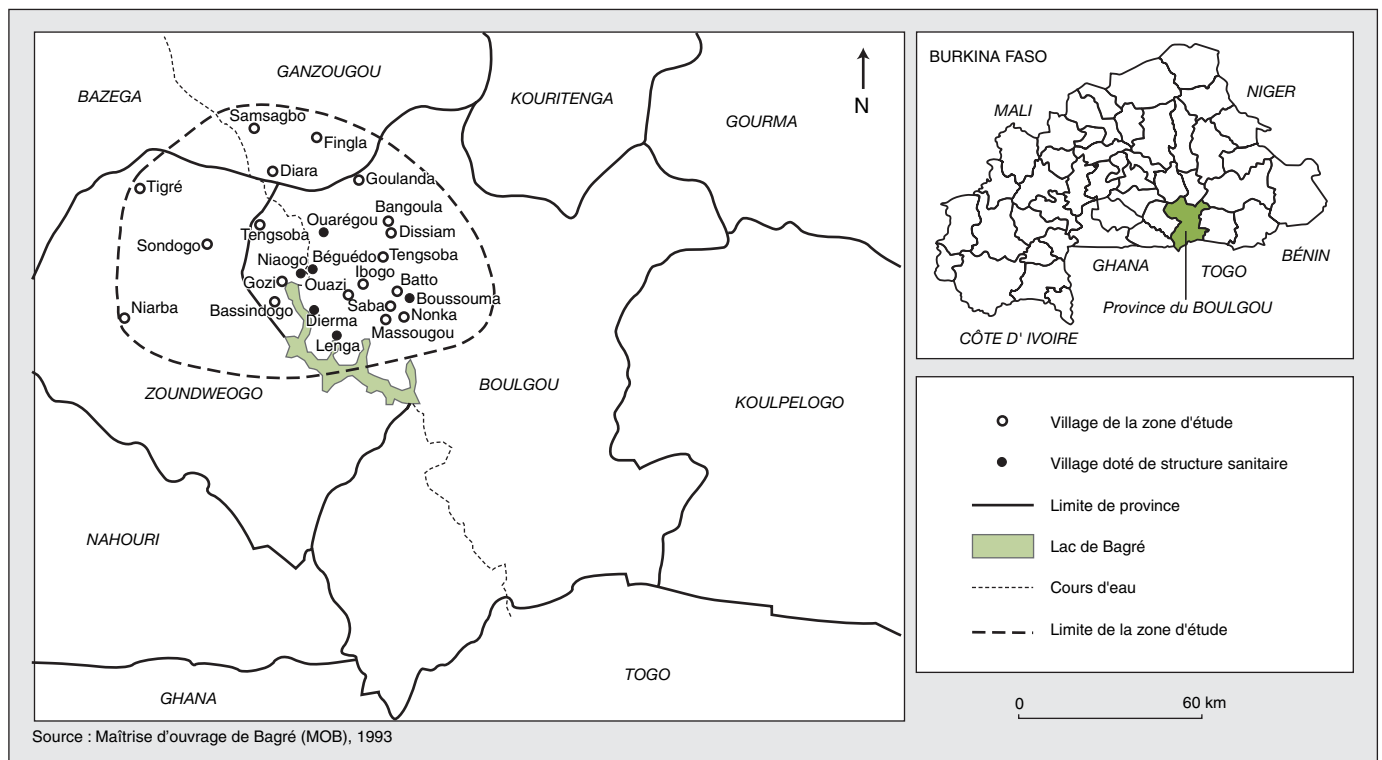 GANZOUGOU
BAZEGA
KOURITENGA
GOURMA
N
Samsagbo
Fingla
Diara
Goulanda
Tigré
Bangoula
Ouarégou
Dissiam
Tengsoba
Sondogo
Niaogo
Béguédo
Tengsoba
Ibogo
Gozi
Ouazi
Batto
Boussouma
Niarba
Bassindogo
Saba
Nonka
Dierma
Massougou
Lenga
ZOUNDWEOGO
BOULGOU
KOULPELOGO
NAHOURI
TOGO
GHANA
Source : Maîtrise d'ouvrage de Bagré (MOB), 1993
BURKINA FASO
NIGER
MALI
BÉNIN
GHANA
TOGO
Province du BOULGOU
CÔTE D' IVOIRE
Village de la zone d'étude
Village doté de structure sanitaire
Limite de province
Lac de Bagré
Cours d'eau
Limite de la zone d'étude
0 60 km